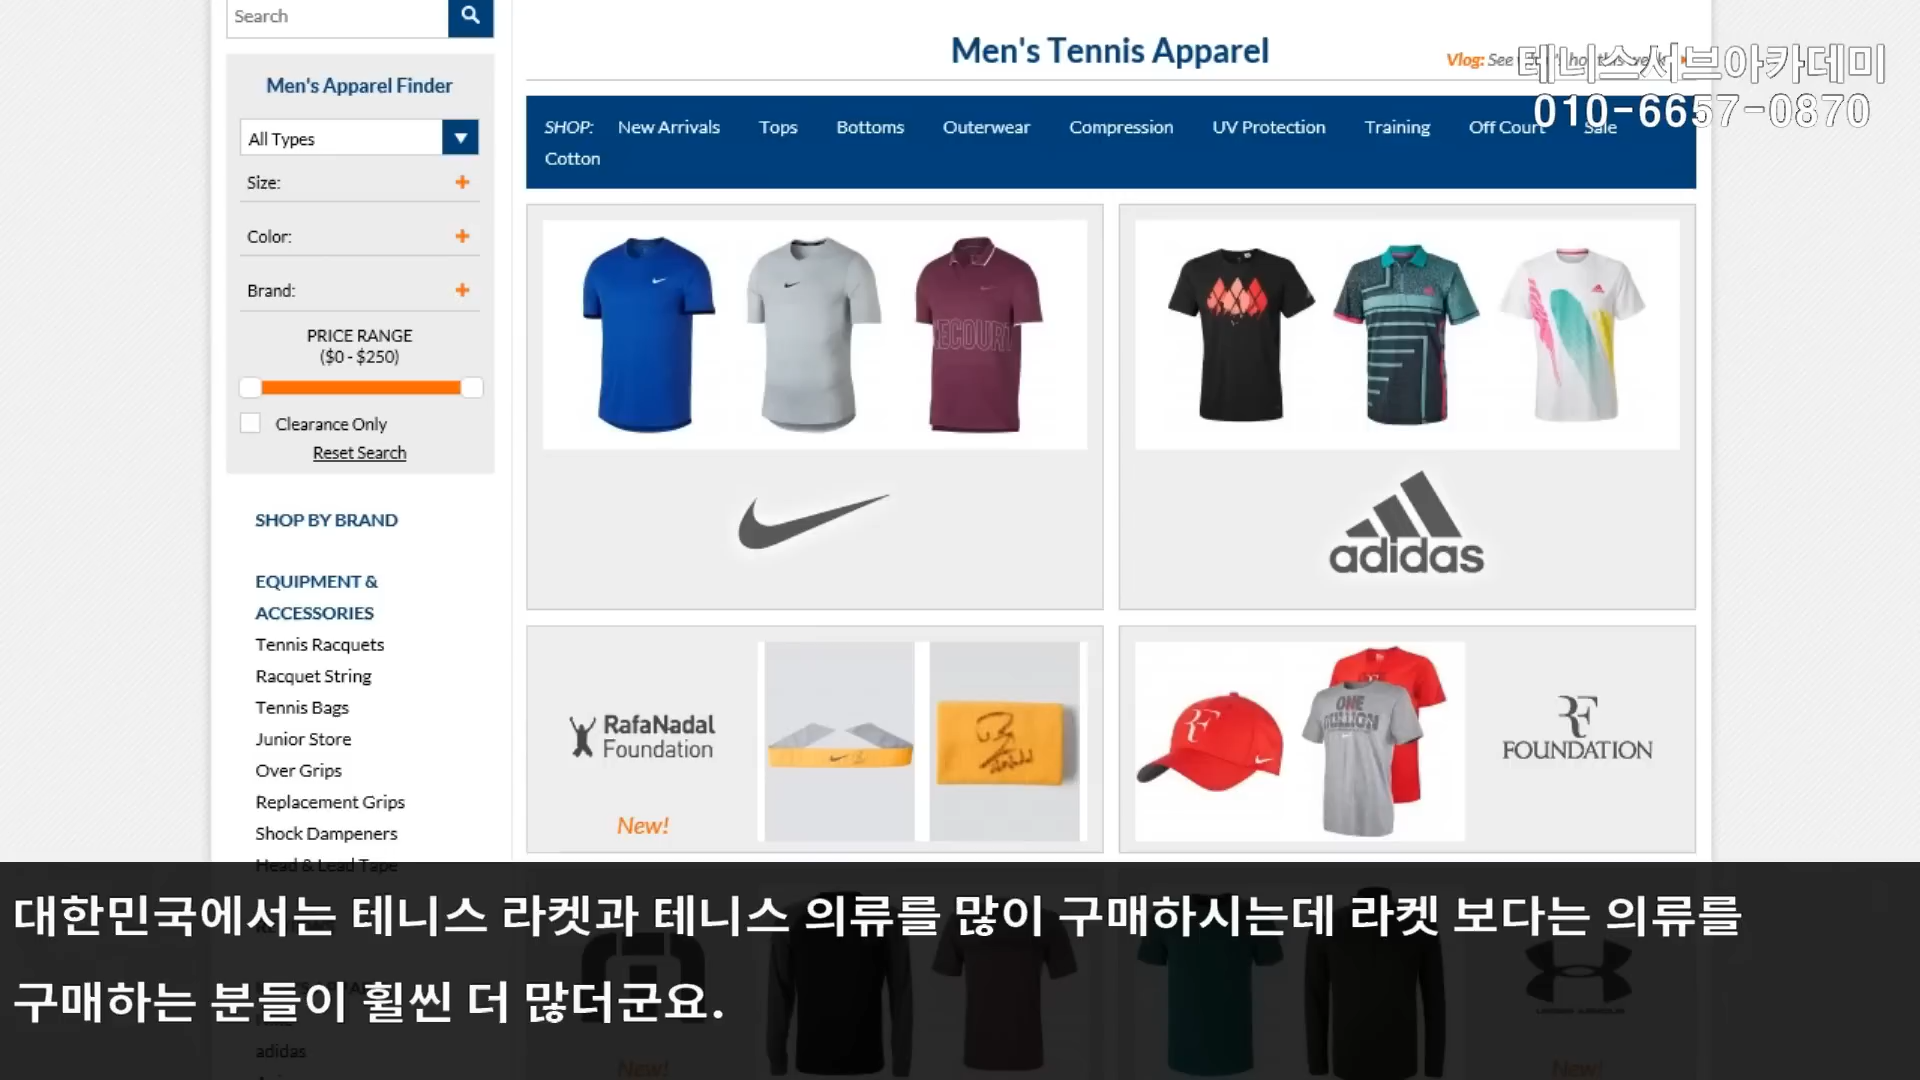 Search
Men's Apparel Finder
All Types
Size:
Color:
Brand:
PRICE RANGE
($0 - $250)
Clearance Only
Reset Search
SHOP BY BRAND
EQUIPMENT &
ACCESSORIES
Tennis Racquets
Racquet String
Tennis Bags
Junior Store
Over Grips
Replacement Grips
Shock Dampeners
Head & Lead Tape
adidas
Men's Tennis Apparel
Vlog: See
테니스서브아카데미
010-6657-0870
SHOP: New Arrivals Tops Bottoms Outerwear Compression UV Protection Training Off Court Sale
Cotton
adidas
RafaNadal
Foundation
New!
RF
FOUNDATION
New!
UNDER ARMOUR
New!
대한민국에서는 테니스 라켓과 테니스 의류를 많이 구매하시는데 라켓 보다는 의류를
구매하는 분들이 휠씬 더 많더군요.